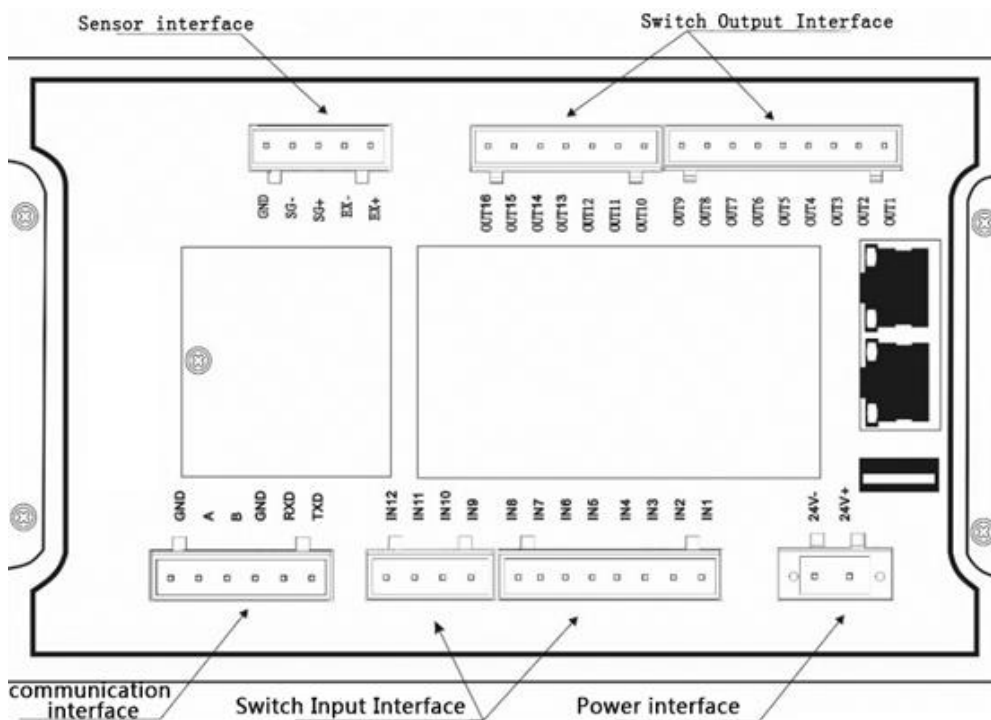 Sensor interface
Switch Output Interface
GND SG- SG+ EX- EX+
OUT16 OUT15 OUT14 OUT13 OUT12 OUT11 OUT10 OUT9 OUT8 OUT7 OUT6 OUT5 OUT4 OUT3 OUT2 OUT1
GND A B GND RXD TXD
IN12 IN11 IN10 IN9 IN8 IN7 IN6 IN5 IN4 IN3 IN2 IN1
24V- 24V+
communication
interface
Switch Input Interface
Power interface